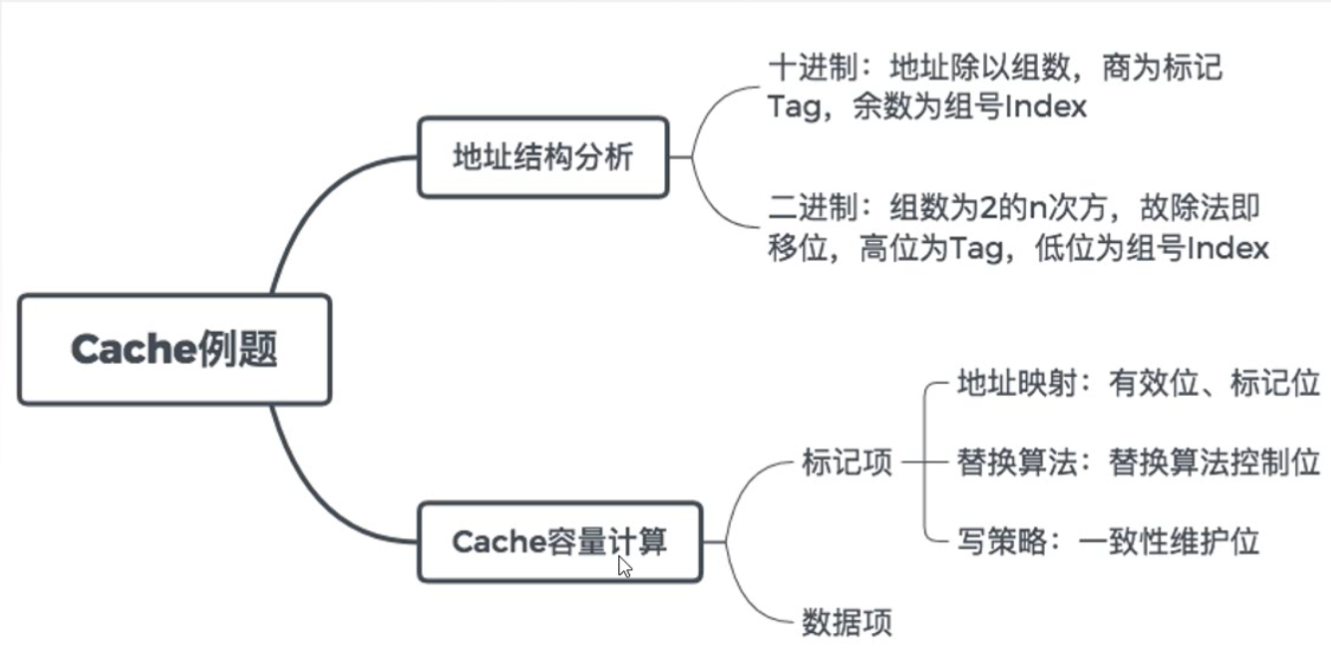 十进制：地址除以组数，商为标记
Tag，余数为组号Index
地址结构分析
二进制：组数为2的n次方，故除法即
移位，高位为Tag，低位为组号Index
Cache例题
地址映射：有效位、标记位
标记项
替换算法：替换算法控制位
Cache容量计算
写策略：一致性维护位
数据项